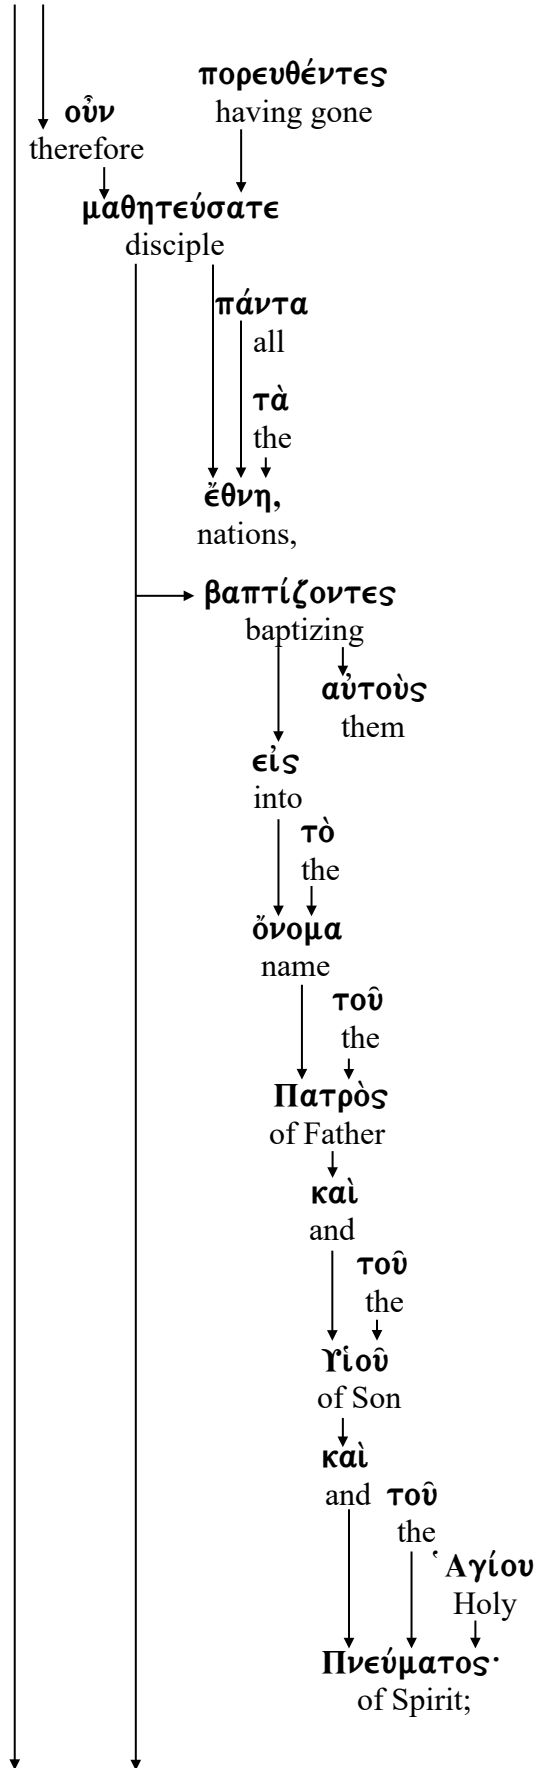 πορευθέντες
having gone
οὖν
therefore
μαθητεύσατε
disciple
πάντα
all
τὰ
the
ἔθνη,
nations,
βαπτίζοντες
baptizing
αὐτοὺς
them
εἰς
into
τὸ
the
ὄνομα
name
τοῦ
the
Πατρὸς
of Father
καὶ
and
τοῦ
the
Υἱοῦ
of Son
καὶ
and
τοῦ
the
Ἁγίου
Holy
Πνεύματος·
of Spirit;